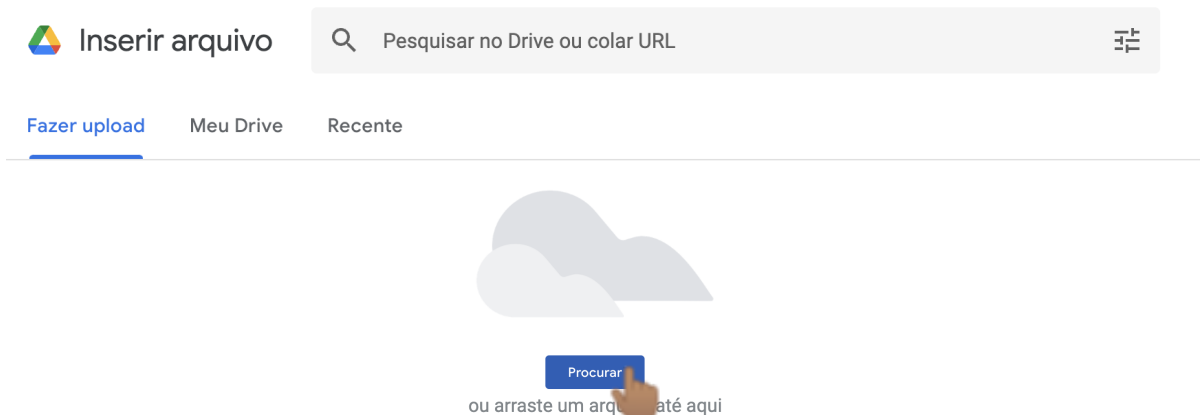 Inserir arquivo
Pesquisar no Drive ou colar URL
Fazer upload Meu Drive Recente
Procurar
ou arraste um até aqui